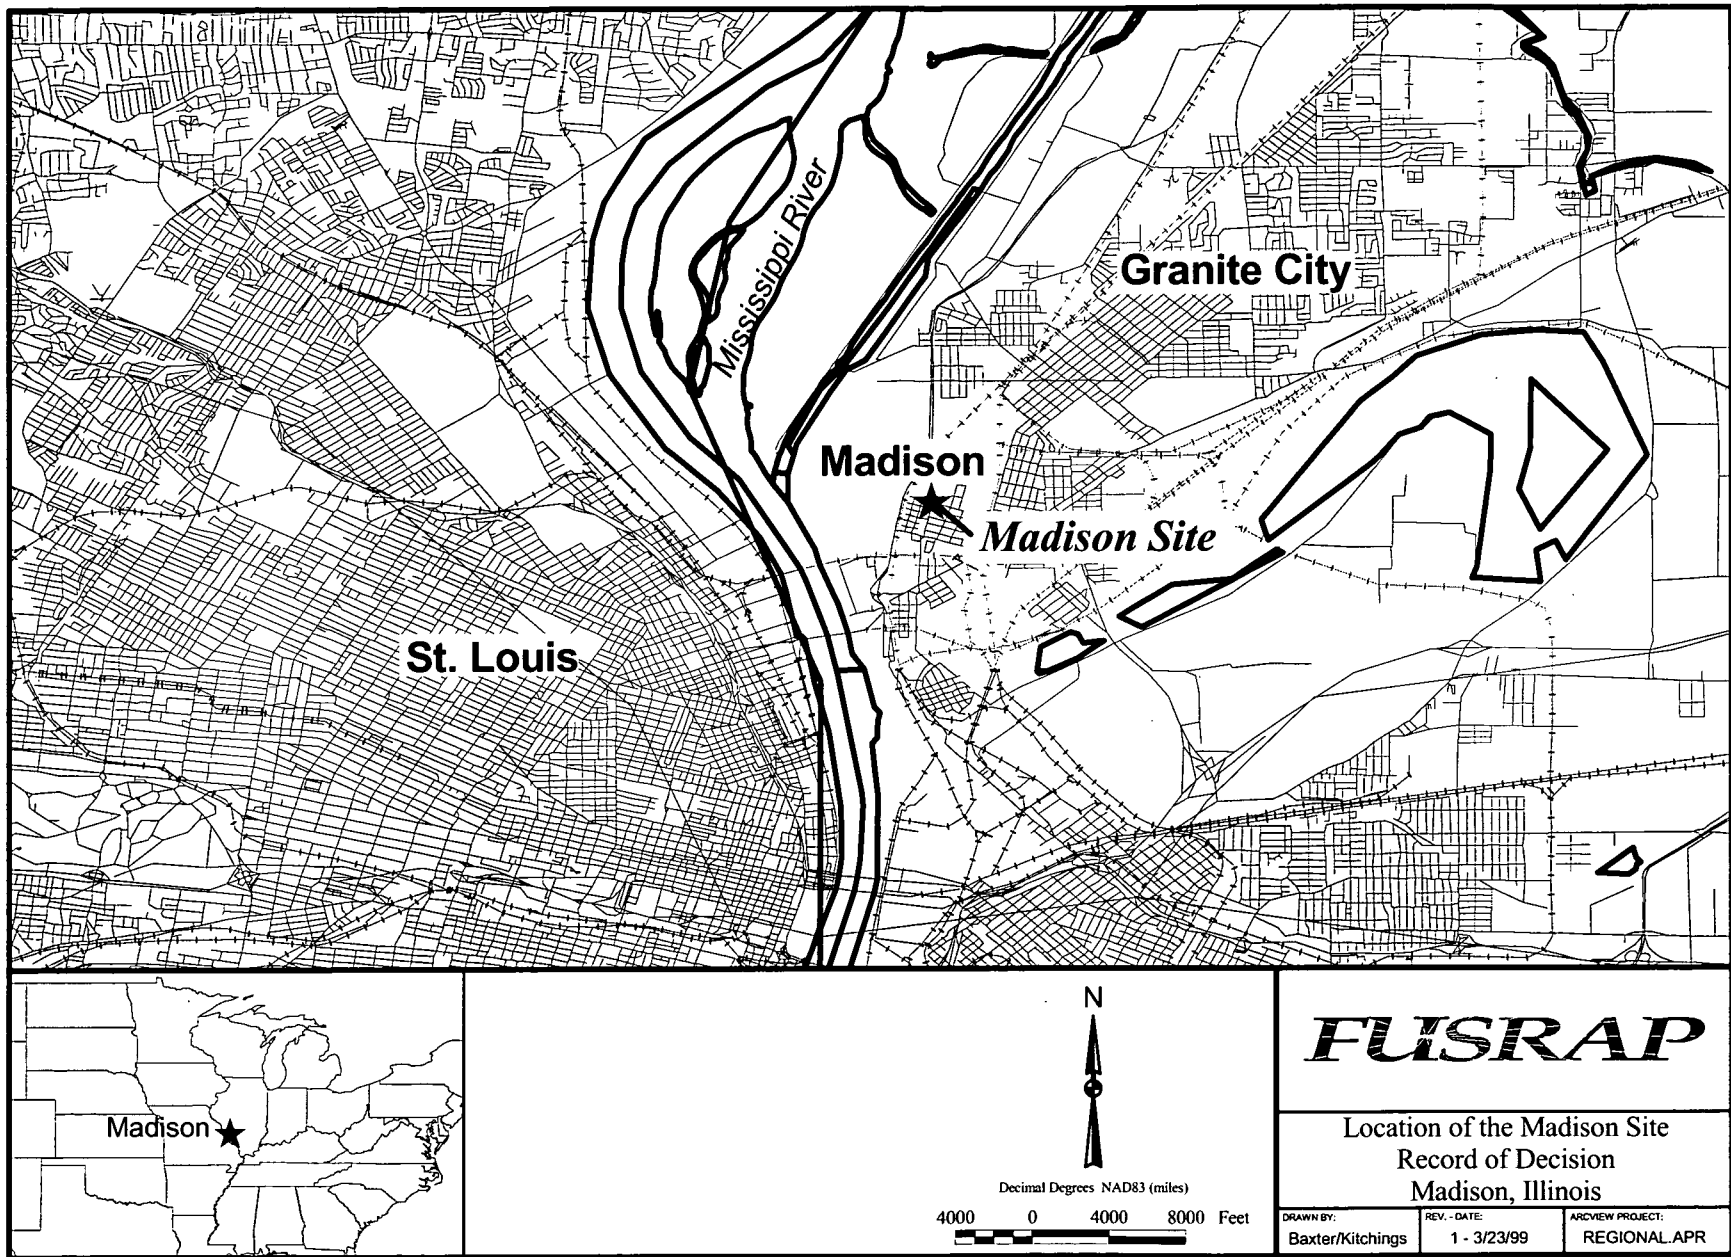 Mississippi River
Granite City
Madison
Madison Site
St. Louis
Madison
N
Decimal Degrees NAD83 (miles)
4000 0 4000 8000 Feet
FUSRAP
Location of the Madison Site
Record of Decision
Madison, Illinois
DRAWN BY:
Baxter/Kitchings
REV. - DATE:
1 - 3/23/99
ARCVIEW PROJECT:
REGIONAL.APR